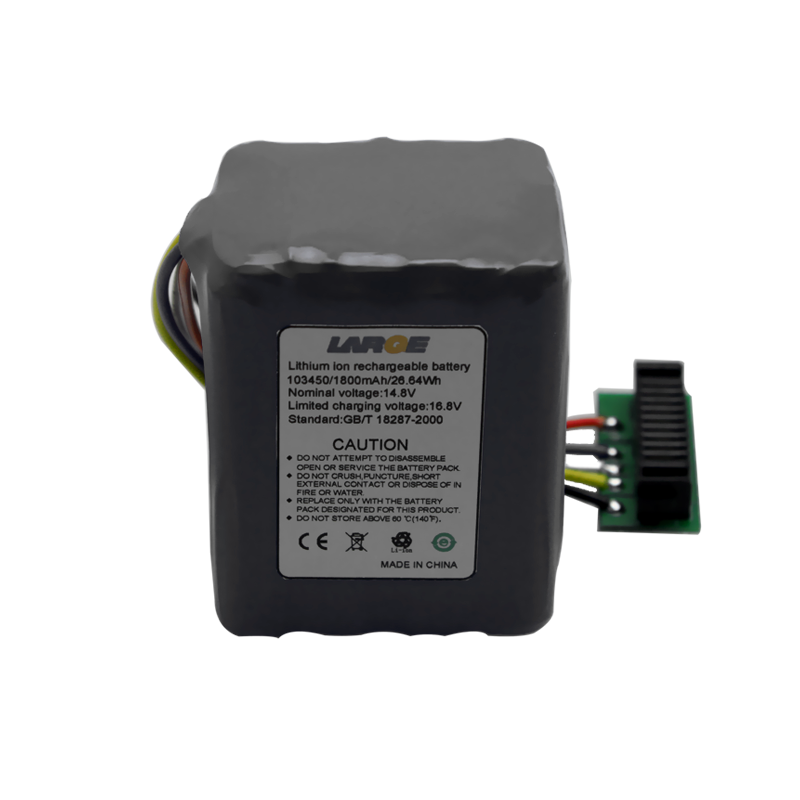 LARGE
Lithium ion rechargeable battery
103450/1800mAh/26.64Wh
Nominal voltage:14.8V
Limited charging voltage:16.8V
Standard:GB/T 18287-2000
CAUTION
● DO NOT ATTEMPT TO DISASSEMBLE
OPEN OR SERVICE THE BATTERY PACK.
● DO NOT CRUSH,PUNCTURE,SHORT
EXTERNAL CONTACT OR DISPOSE OF IN
FIRE OR WATER.
● REPLACE ONLY WITH THE BATTERY
PACK DESIGNATED FOR THIS PRODUCT.
● DO NOT STORE ABOVE 60 ℃(140℉).
CE
Li-ion
MADE IN CHINA